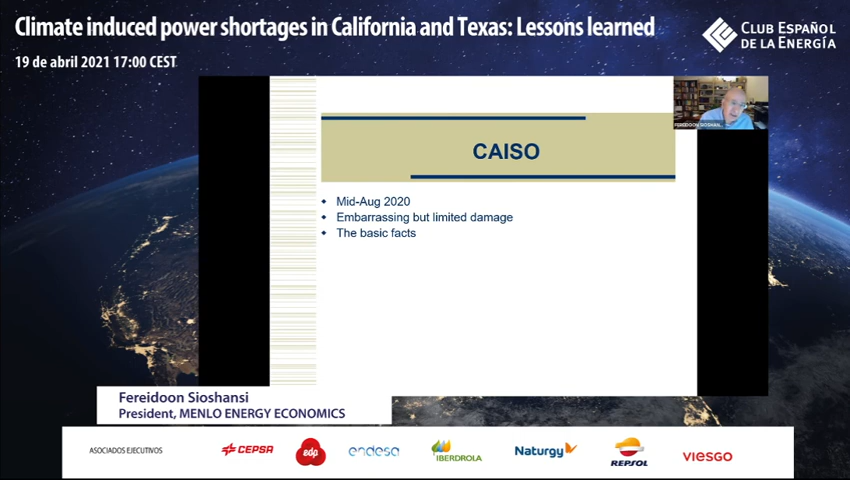 Climate induced power shortages in California and Texas: Lessons learned
19 de abril 2021 17:00 CEST
CLUB ESPAÑOL
DE LA ENERGÍA
FEREIDOON SIOSHAN...
CAISO
Mid-Aug 2020
Embarrassing but limited damage
The basic facts
Fereidoon Sioshansi
President, MENLO ENERGY ECONOMICS
ASOCIADOS EJECUTIVOS
CEPSA
edp
endesa
IBERDROLA
Naturgy
REPSOL
viesgo